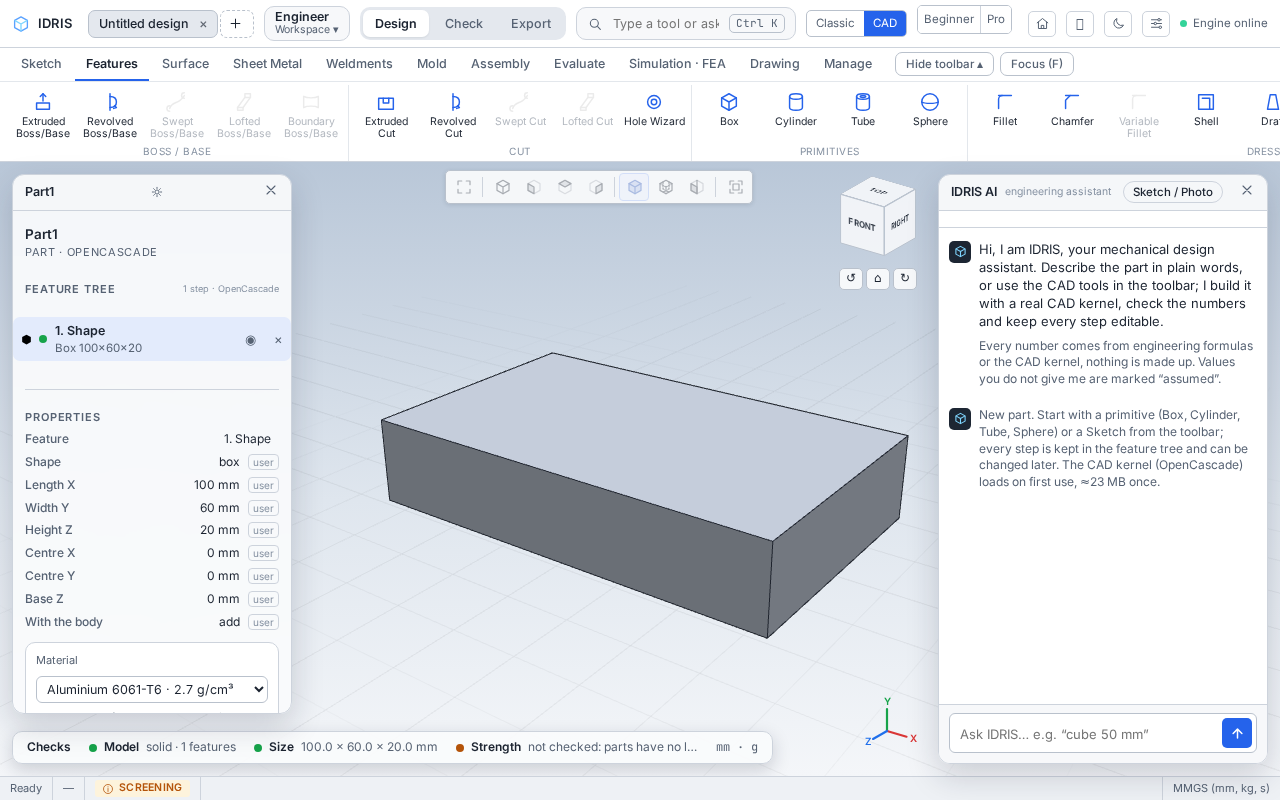 IDRIS
Untitled design ×
+
Engineer
Workspace ▾
Design Check Export
Type a tool or ask Ctrl K
Classic CAD
Beginner Pro
Engine online
Sketch Features Surface Sheet Metal Weldments Mold Assembly Evaluate Simulation · FEA Drawing Manage
Hide toolbar ▴ Focus (F)
Extruded Boss/Base
Revolved Boss/Base
Swept Boss/Base
Lofted Boss/Base
Boundary Boss/Base
BOSS / BASE
Extruded Cut
Revolved Cut
Swept Cut
Lofted Cut
Hole Wizard
CUT
Box
Cylinder
Tube
Sphere
PRIMITIVES
Fillet
Chamfer
Variable Fillet
Shell
Dra
DRESS
Part1
Part1
PART · OPENCASCADE
FEATURE TREE 1 step · OpenCascade
1. Shape
Box 100×60×20
×
PROPERTIES
Feature 1. Shape
Shape box user
Length X 100 mm user
Width Y 60 mm user
Height Z 20 mm user
Centre X 0 mm user
Centre Y 0 mm user
Base Z 0 mm user
With the body add user
Material
Aluminium 6061-T6 · 2.7 g/cm³
TOP
FRONT
RIGHT
Y
X
Z
IDRIS AI engineering assistant Sketch / Photo
Hi, I am IDRIS, your mechanical design
assistant. Describe the part in plain words,
or use the CAD tools in the toolbar; I build it
with a real CAD kernel, check the numbers
and keep every step editable.
Every number comes from engineering formulas
or the CAD kernel, nothing is made up. Values
you do not give me are marked “assumed”.
New part. Start with a primitive (Box, Cylinder,
Tube, Sphere) or a Sketch from the toolbar;
every step is kept in the feature tree and can be
changed later. The CAD kernel (OpenCascade)
loads on first use, ≈23 MB once.
Ask IDRIS... e.g. “cube 50 mm”
Checks Model solid · 1 features Size 100.0 × 60.0 × 20.0 mm Strength not checked: parts have no l... mm · g
Ready — SCREENING MMGS (mm, kg, s)